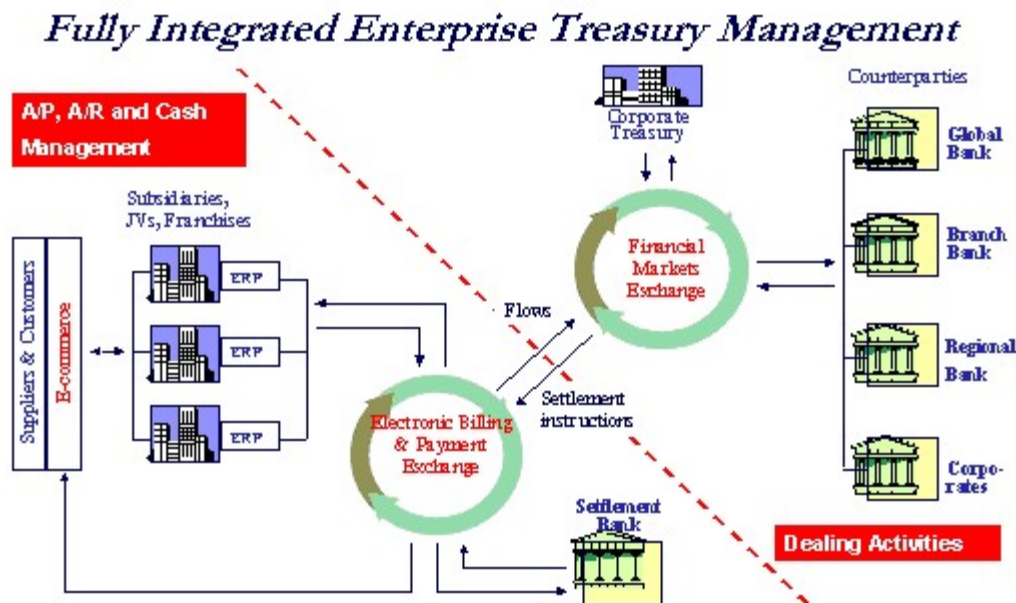 Fully Integrated Enterprise Treasury Management
A/P, A/R and Cash
Management
Corporate
Treasury
Counterparties
Global
Bank
Branch
Bank
Regional
Bank
Corpo-
rates
Subsidiaries,
JVs, Franchises
Suppliers & Customers
E-commerce
ERP
ERP
ERP
Financial
Markets
Exchange
Flows
Settlement
instructions
Electronic Billing
& Payment
Exchange
Settlement
Bank
Dealing Activities